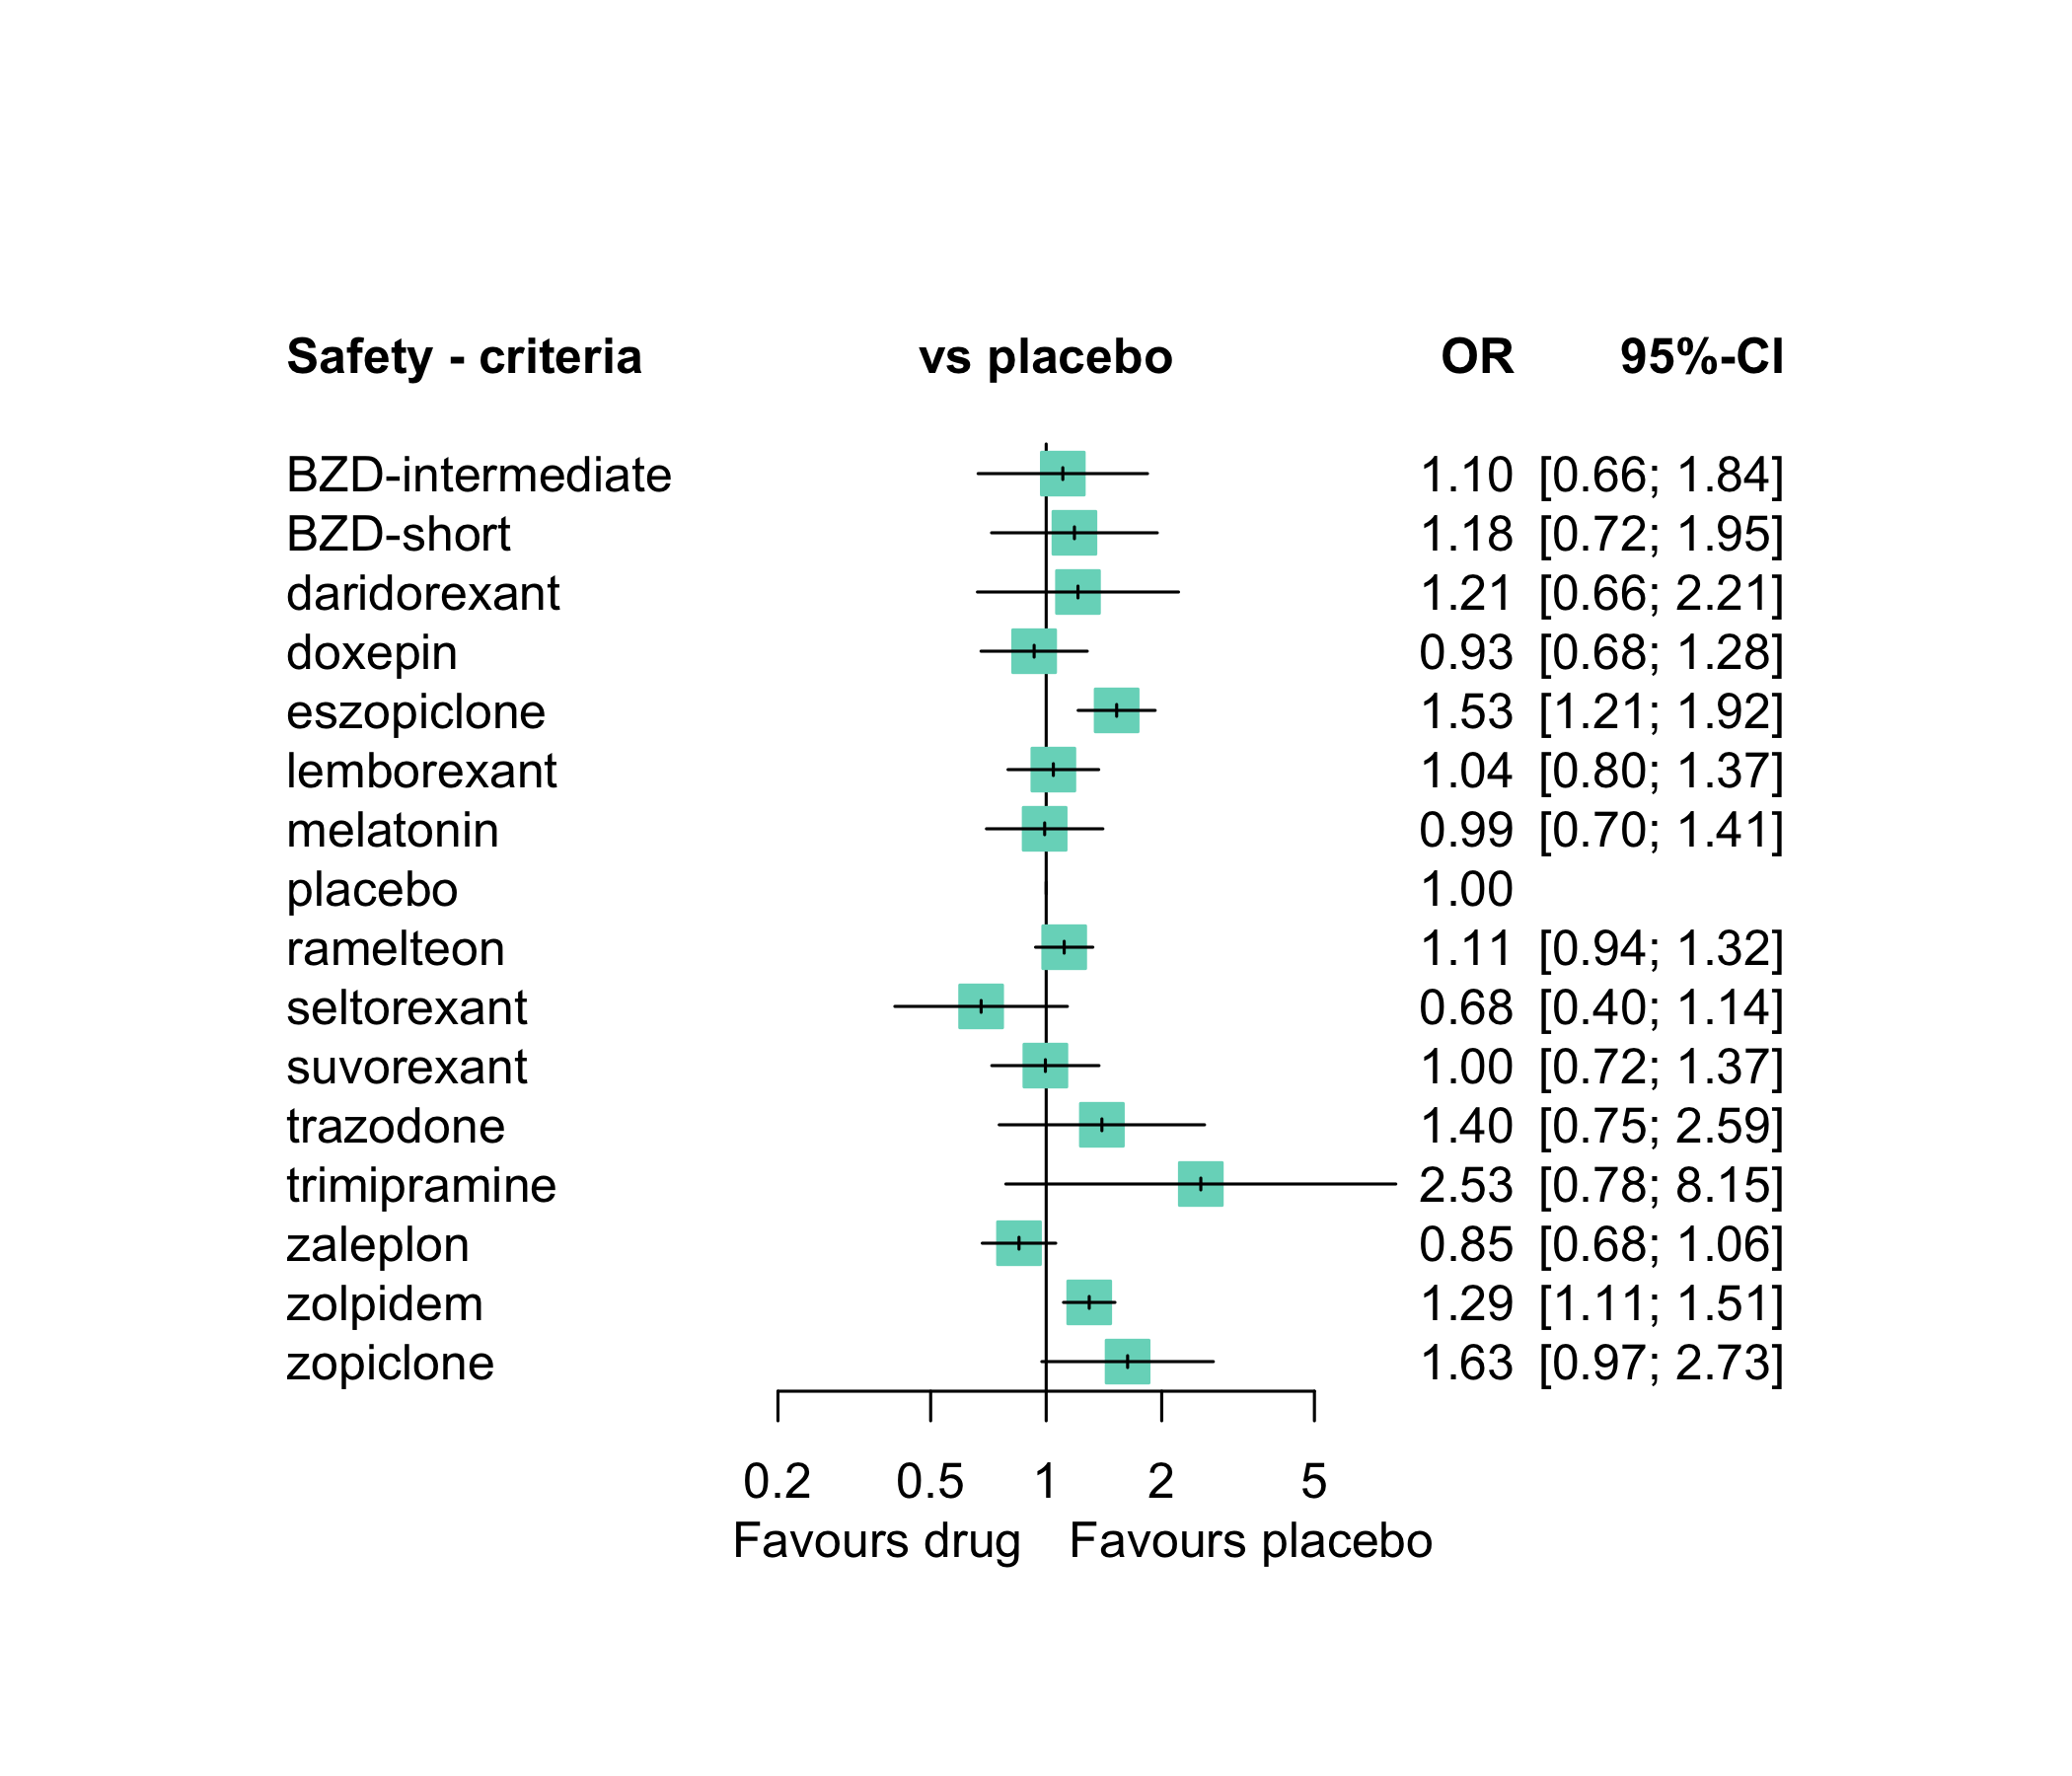 Safety - criteria vs placebo OR 95%-CI
BZD-intermediate 1.10 [0.66; 1.84]
BZD-short 1.18 [0.72; 1.95]
daridorexant 1.21 [0.66; 2.21]
doxepin 0.93 [0.68; 1.28]
eszopiclone 1.53 [1.21; 1.92]
lemborexant 1.04 [0.80; 1.37]
melatonin 0.99 [0.70; 1.41]
placebo 1.00
ramelteon 1.11 [0.94; 1.32]
seltorexant 0.68 [0.40; 1.14]
suvorexant 1.00 [0.72; 1.37]
trazodone 1.40 [0.75; 2.59]
trimipramine 2.53 [0.78; 8.15]
zaleplon 0.85 [0.68; 1.06]
zolpidem 1.29 [1.11; 1.51]
zopiclone 1.63 [0.97; 2.73]
0.2 0.5 1 2 5
Favours drug Favours placebo